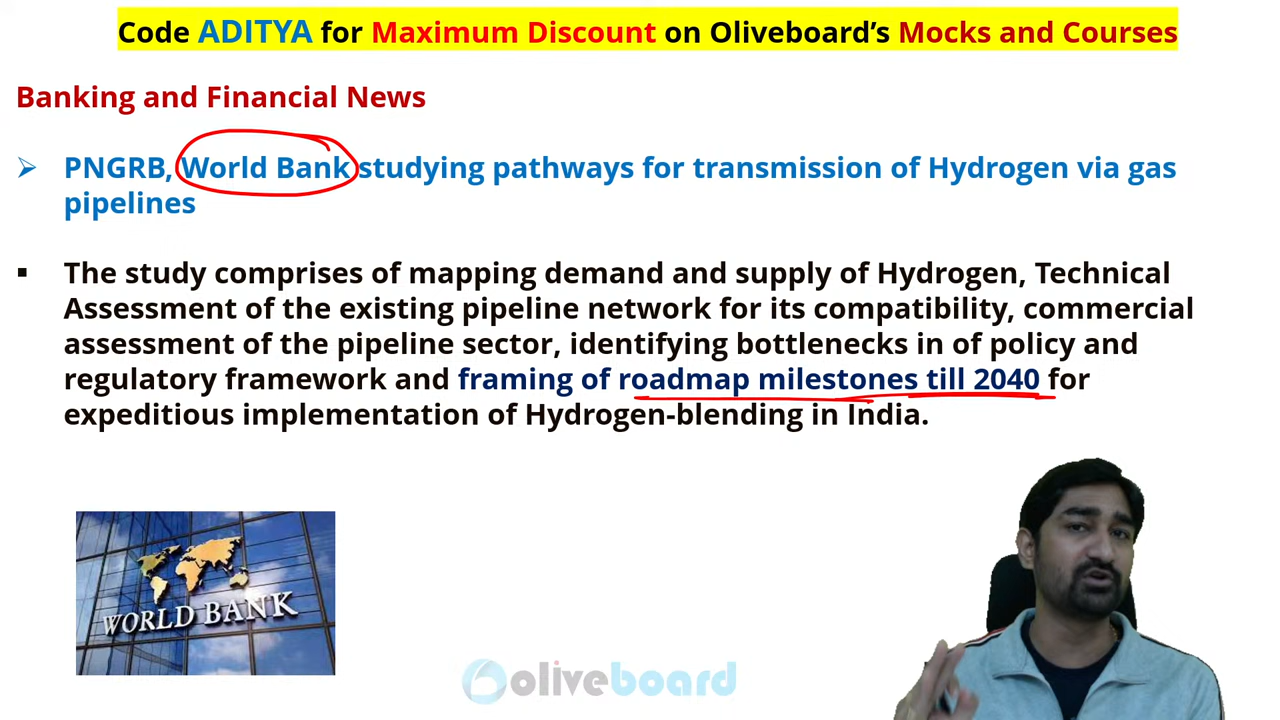 Code ADITYA for Maximum Discount on Oliveboard’s Mocks and Courses
Banking and Financial News
PNGRB, World Bank studying pathways for transmission of Hydrogen via gas
pipelines
The study comprises of mapping demand and supply of Hydrogen, Technical
Assessment of the existing pipeline network for its compatibility, commercial
assessment of the pipeline sector, identifying bottlenecks in of policy and
regulatory framework and framing of roadmap milestones till 2040 for
expeditious implementation of Hydrogen-blending in India.
WORLD BANK
oliveboard